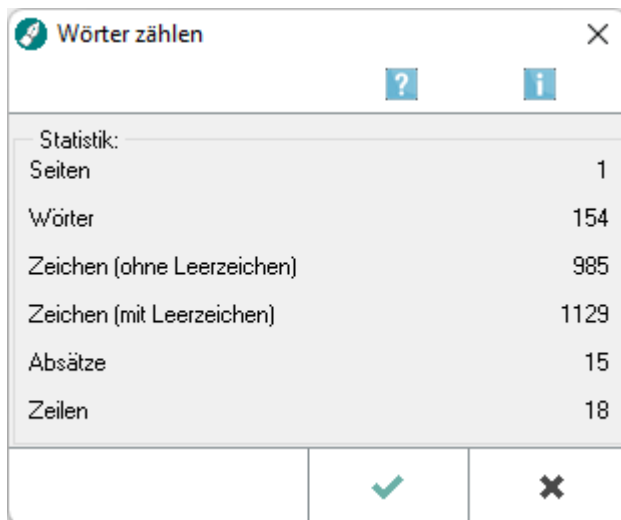 Wörter zählen
? i
Statistik:
Seiten 1
Wörter 154
Zeichen (ohne Leerzeichen) 985
Zeichen (mit Leerzeichen) 1129
Absätze 15
Zeilen 18